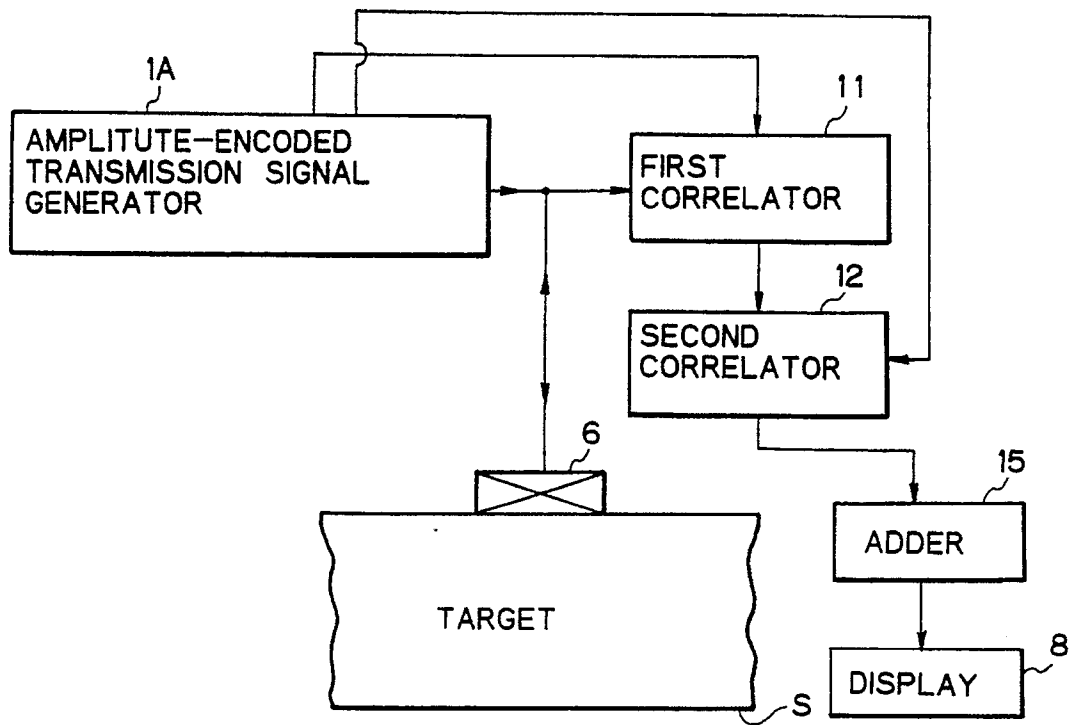 1A
AMPLITUTE-ENCODED
TRANSMISSION SIGNAL
GENERATOR
11
FIRST
CORRELATOR
12
SECOND
CORRELATOR
6
15
ADDER
TARGET
8
DISPLAY
S